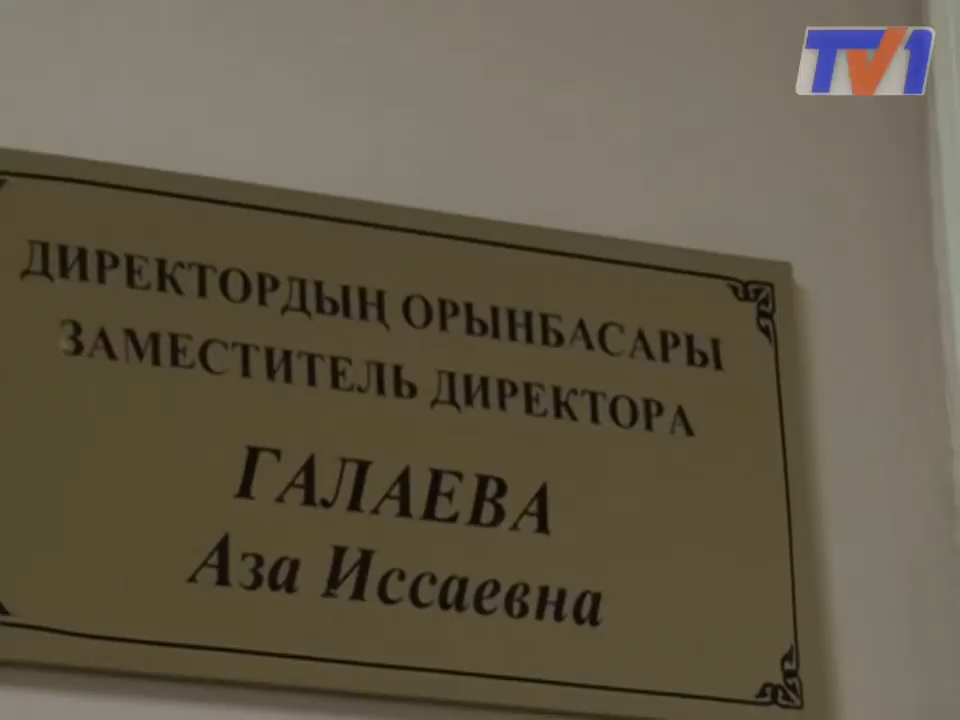 TV1
ДИРЕКТОРДЫҢ ОРЫНБАСАРЫ
ЗАМЕСТИТЕЛЬ ДИРЕКТОРА
ГАЛАЕВА
Аза Иссаевна